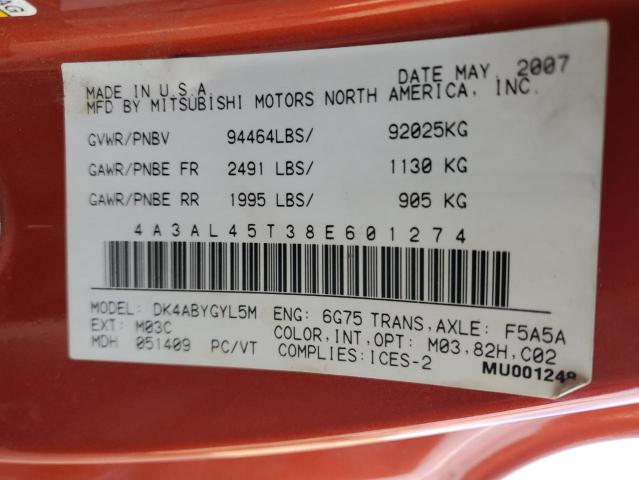 AG
DATE MAY, 2007
MADE IN U.S.A
MFD BY MITSUBISHI MOTORS NORTH AMERICA, INC.
GVWR/PNBV 94464LBS/ 92025KG
GAWR/PNBE FR 2491 LBS/ 1130 KG
GAWR/PNBE RR 1995 LBS/ 905 KG
4A3AL45T38E601274
MODEL: DK4ABYGYL5M ENG: 6G75 TRANS,AXLE: F5A5A
EXT: M03C COLOR,INT,OPT: M03,82H,C02
MDH 051409 PC/VT COMPLIES:ICES-2